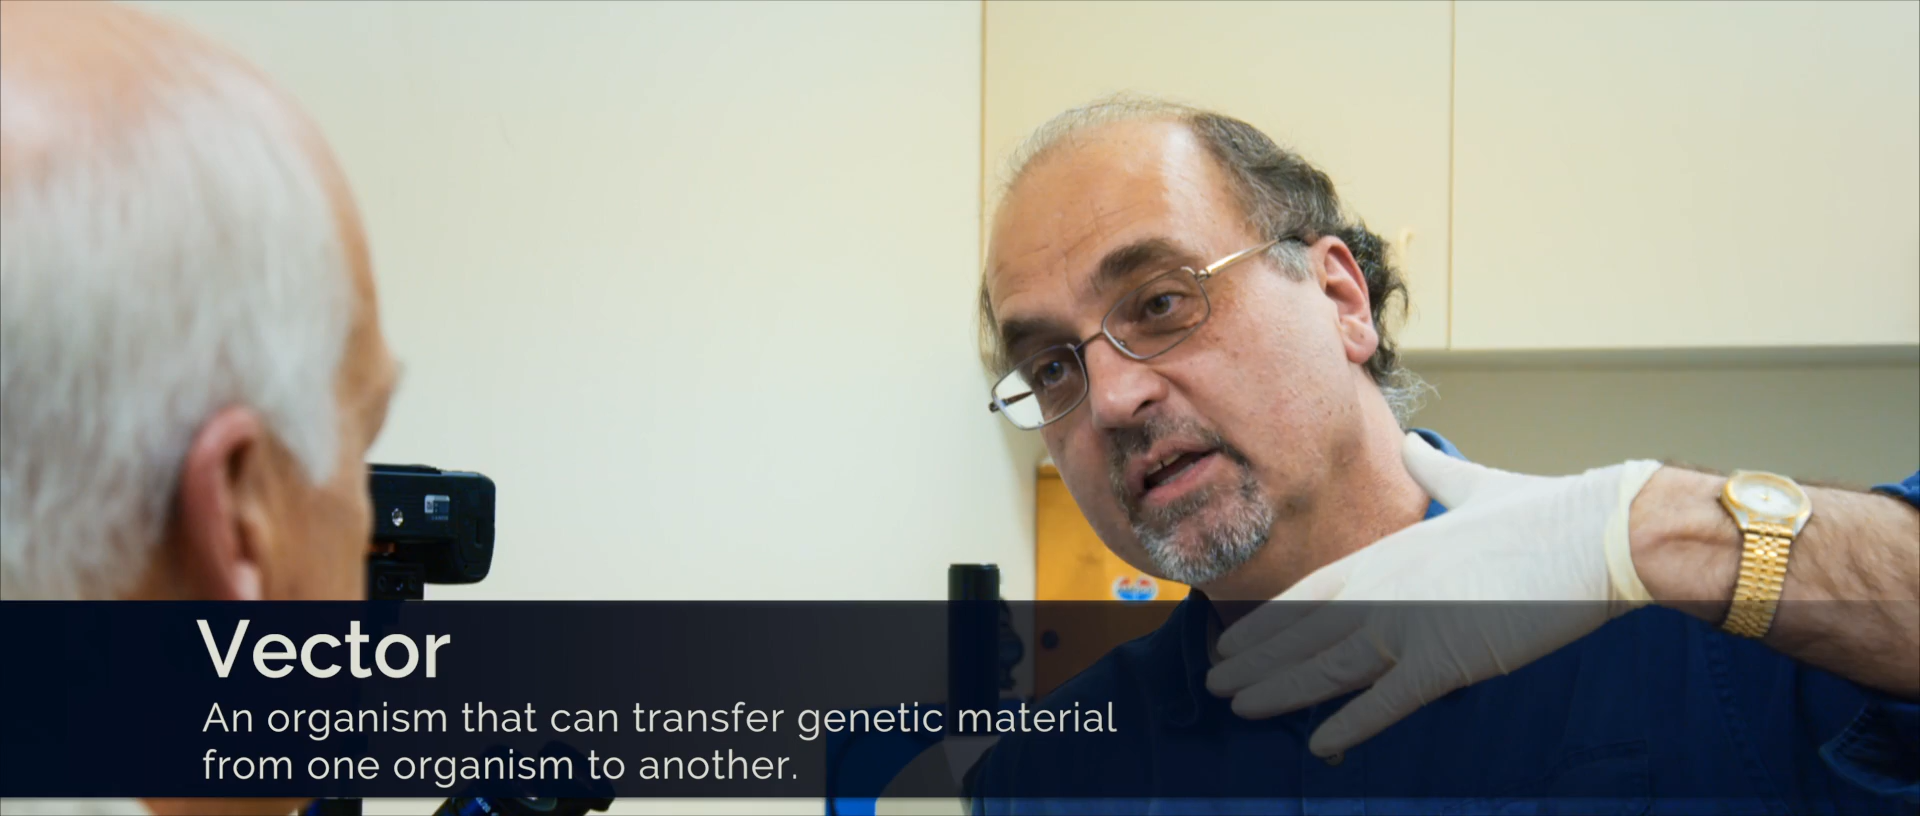 Vector
An organism that can transfer genetic material
from one organism to another.